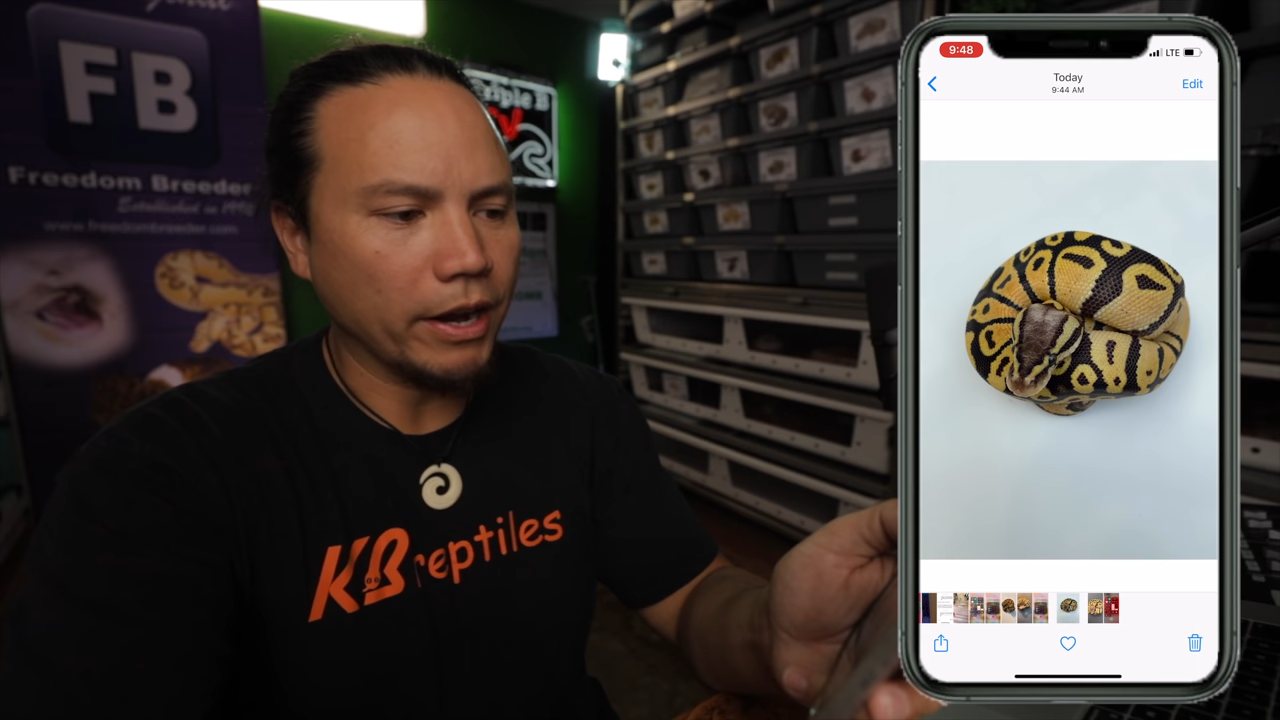 FB
Freedom Breeder
Established in 1994
www.freedombreeder.com
Triple B
TV
KB reptiles
9:48
LTE
Today
9:44 AM
Edit